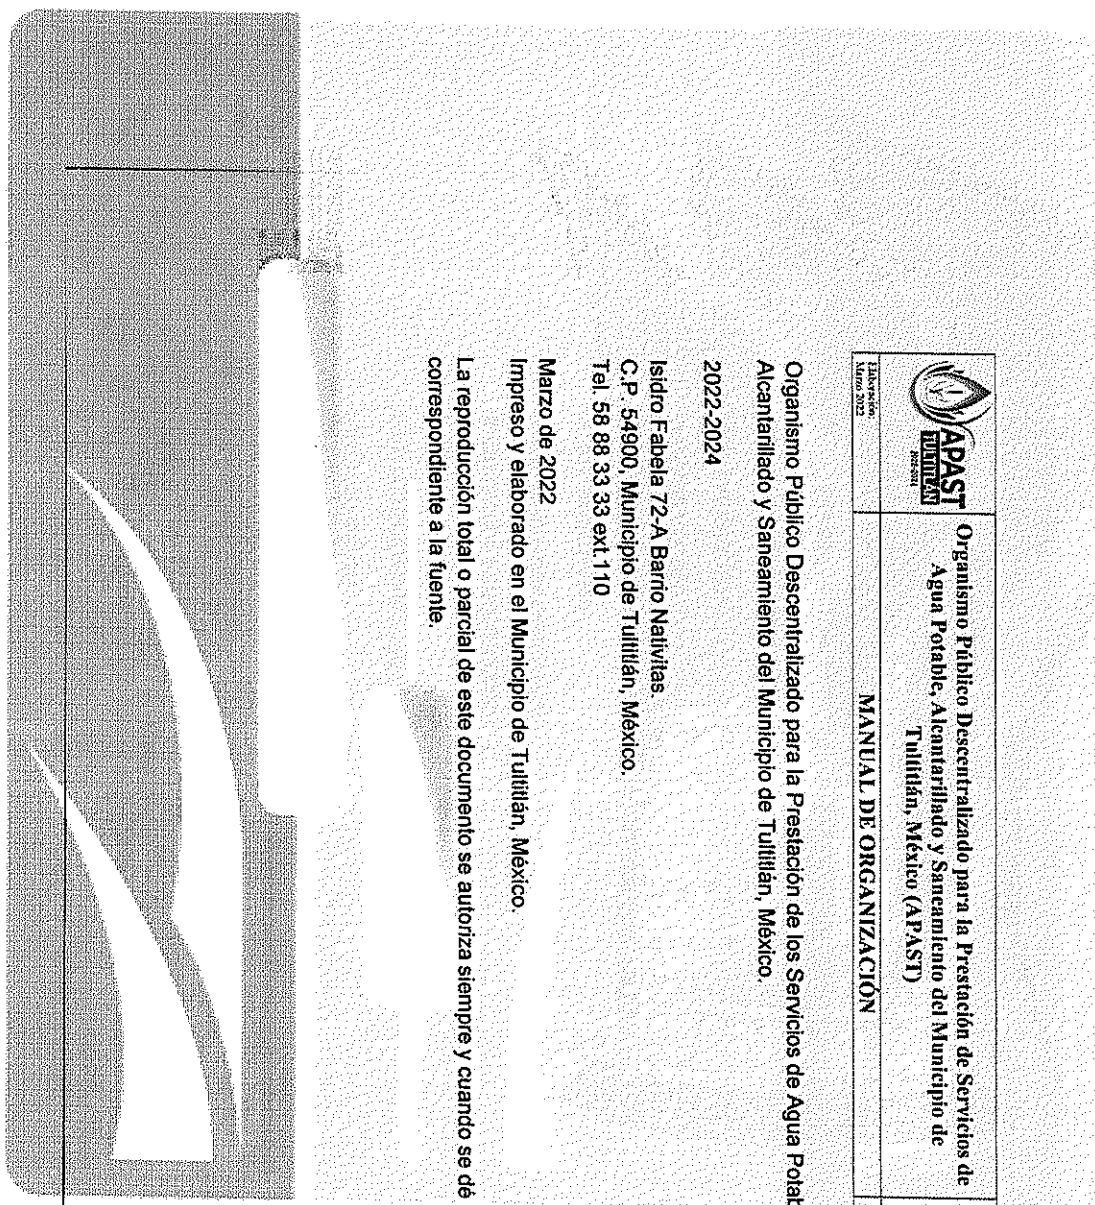 APAST
TULTITLÁN
2022-2024
Elaboración:
Marzo 2022
Organismo Público Descentralizado para la Prestación de Servicios de
Agua Potable, Alcantarillado y Saneamiento del Municipio de
Tultitlán, México (APAST)
MANUAL DE ORGANIZACIÓN
Organismo Público Descentralizado para la Prestación de los Servicios de Agua Potab
Alcantarillado y Saneamiento del Municipio de Tultitlán, México.
2022-2024
Isidro Fabela 72-A Barrio Nativitas.
C.P. 54900, Municipio de Tultitlán, México.
Tel. 58 88 33 33 ext.110
Marzo de 2022
Impreso y elaborado en el Municipio de Tultitlán, México.
La reproducción total o parcial de este documento se autoriza siempre y cuando se dé
correspondiente a la fuente.